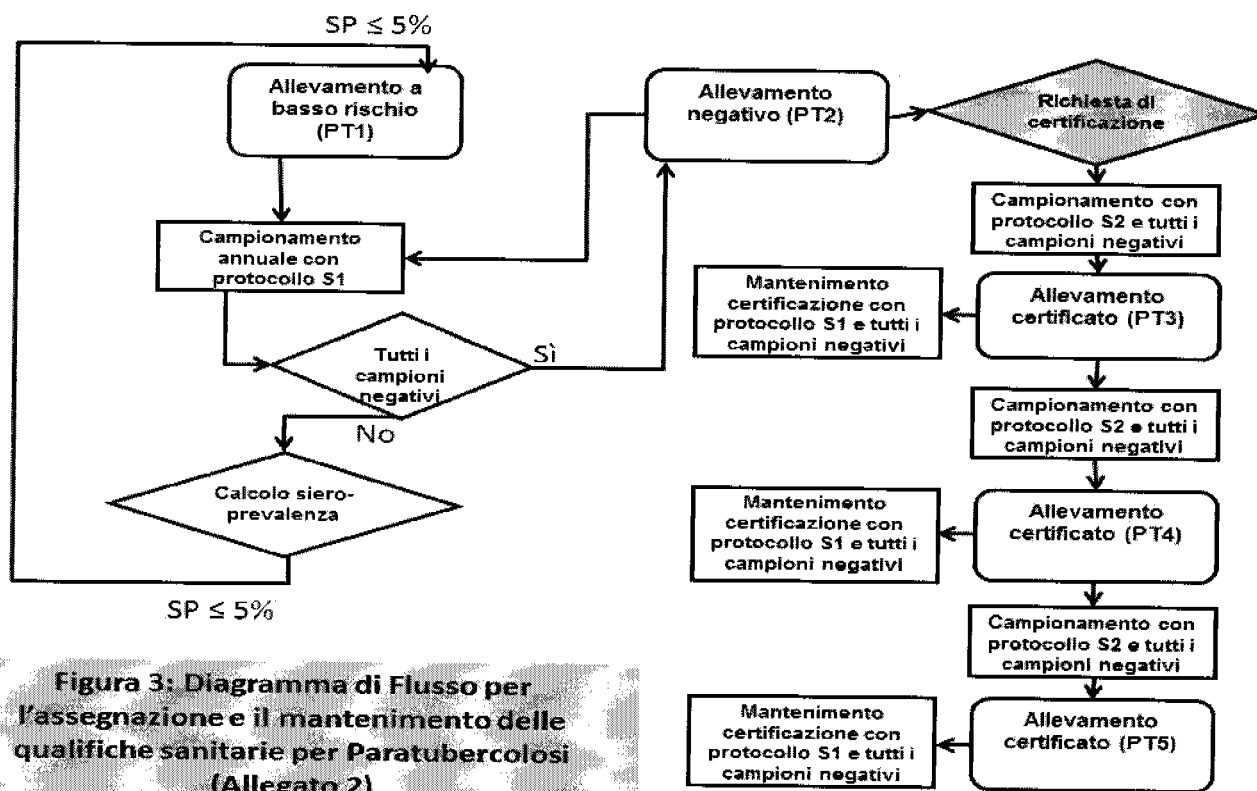 SP ≤ 5%
Allevamento a
basso rischio
(PT1)
Campionamento
annuale con
protocollo S1
Tutti i
campioni
negativi
Sì
No
Calcolo siero-
prevalenza
SP ≤ 5%
Allevamento
negativo (PT2)
Richiesta di
certificazione
Campionamento con
protocollo S2 e tutti i
campioni negativi
Allevamento
certificato (PT3)
Mantenimento
certificazione con
protocollo S1 e tutti i
campioni negativi
Campionamento con
protocollo S2 e tutti i
campioni negativi
Allevamento
certificato (PT4)
Mantenimento
certificazione con
protocollo S1 e tutti i
campioni negativi
Campionamento con
protocollo S2 e tutti i
campioni negativi
Allevamento
certificato (PT5)
Mantenimento
certificazione con
protocollo S1 e tutti i
campioni negativi
Figura 3: Diagramma di Flusso per
l'assegnazione e il mantenimento delle
qualifiche sanitarie per Paratubercolosi
(Allegato 2)